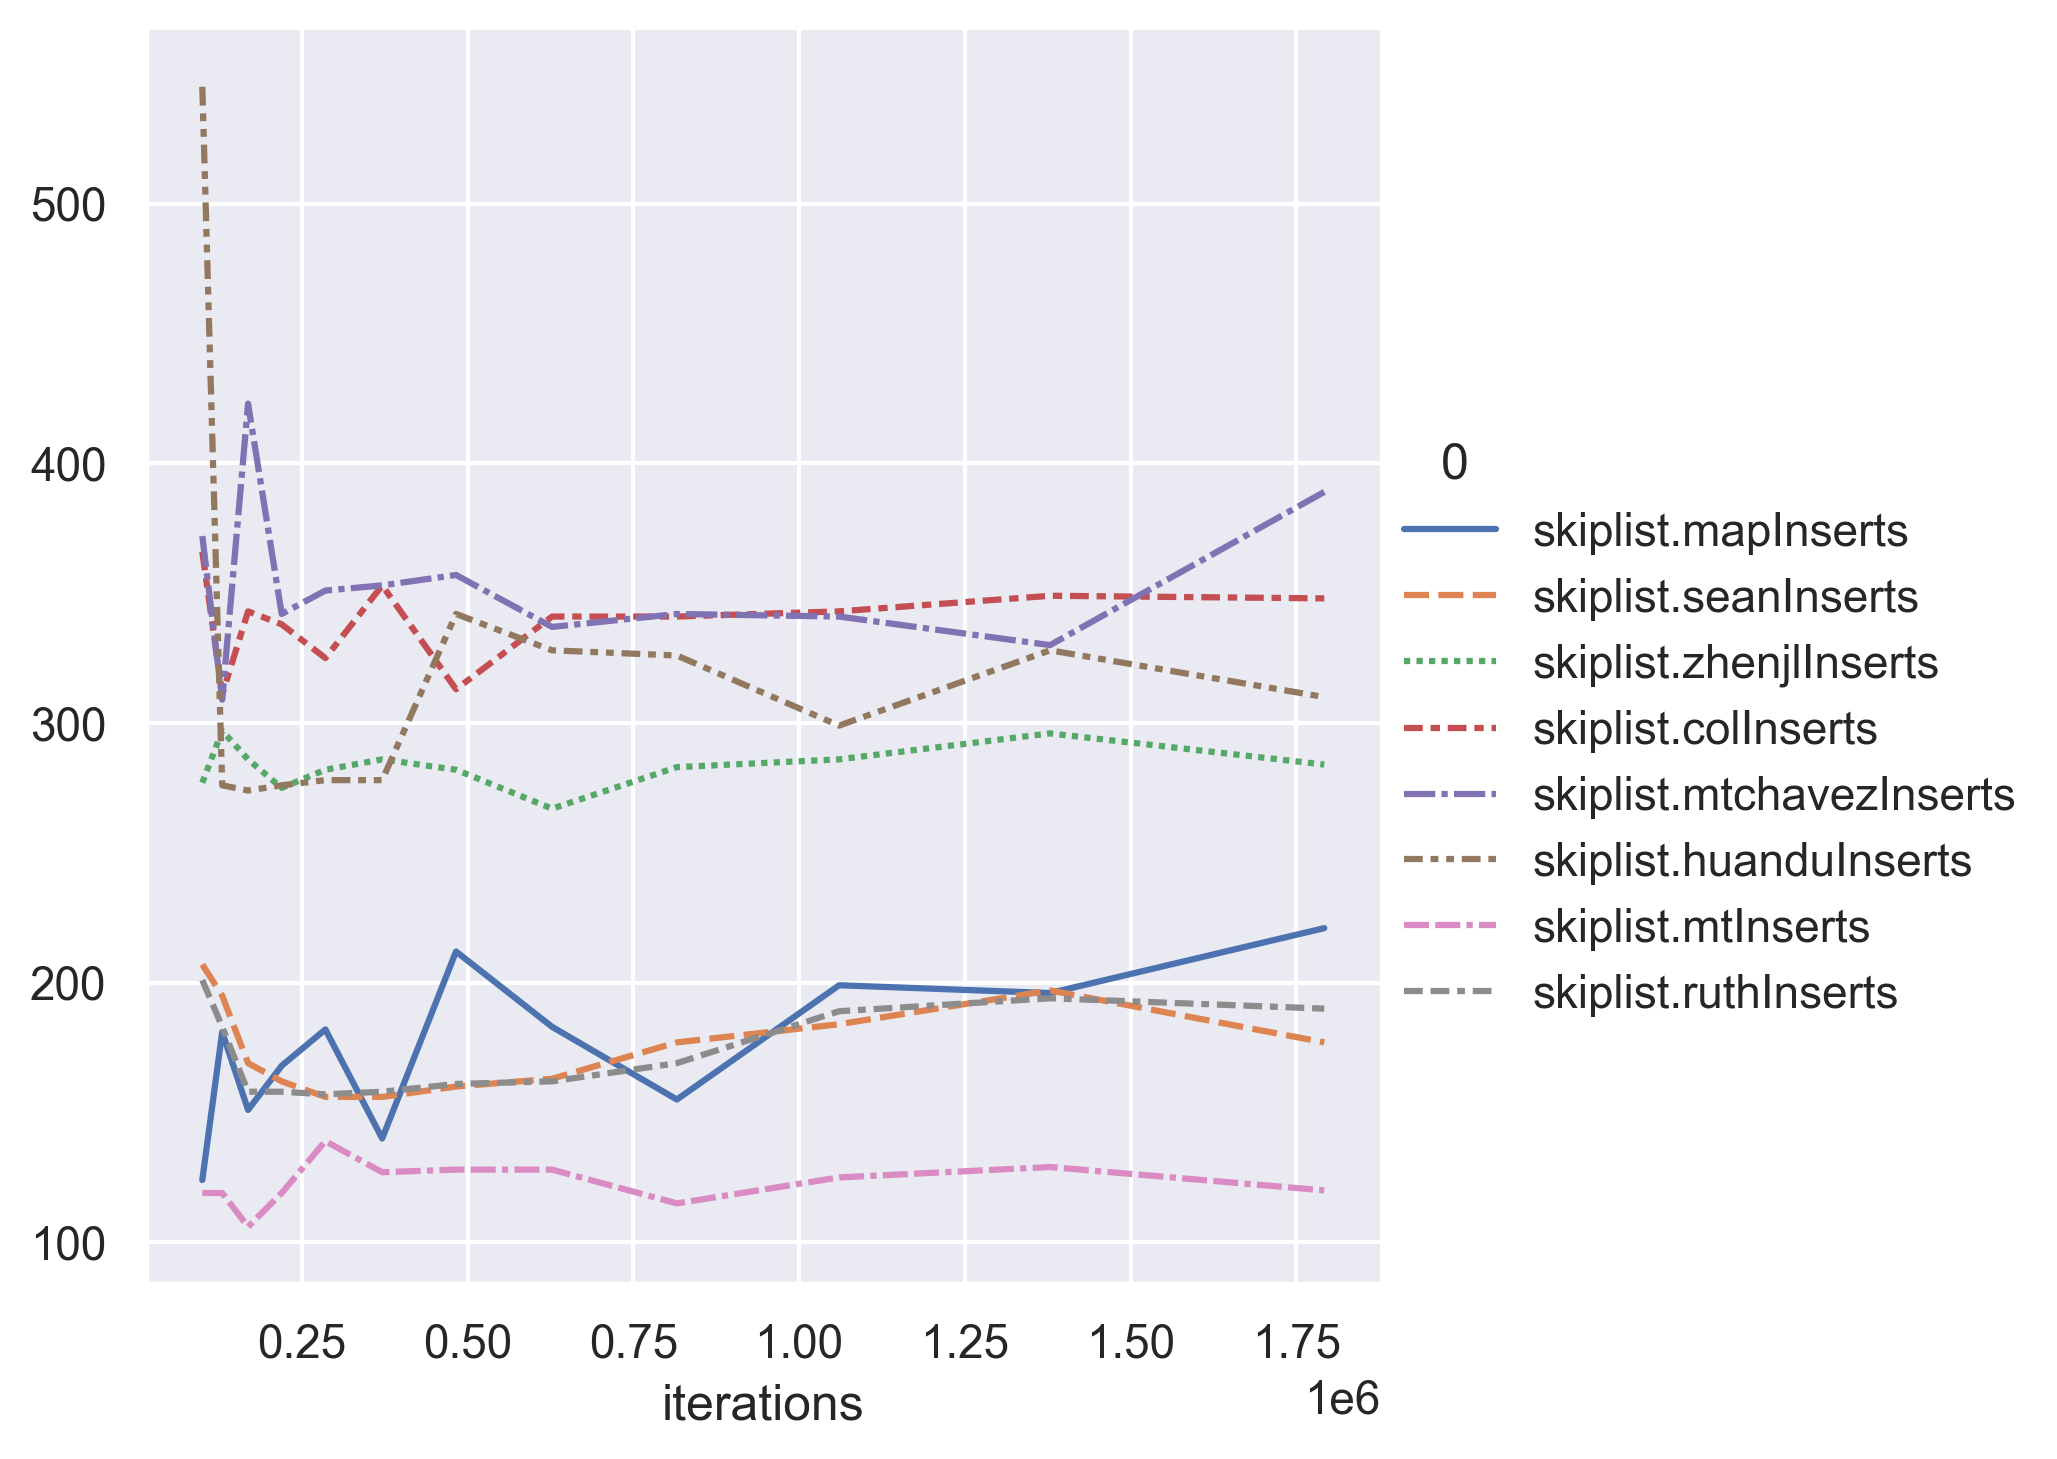 500
400
300
200
100
0.25 0.50 0.75 1.00 1.25 1.50 1.75
iterations
1e6
0
skiplist.mapInserts
skiplist.seanInserts
skiplist.zhenjlInserts
skiplist.colInserts
skiplist.mtchavezInserts
skiplist.huanduInserts
skiplist.mtInserts
skiplist.ruthInserts